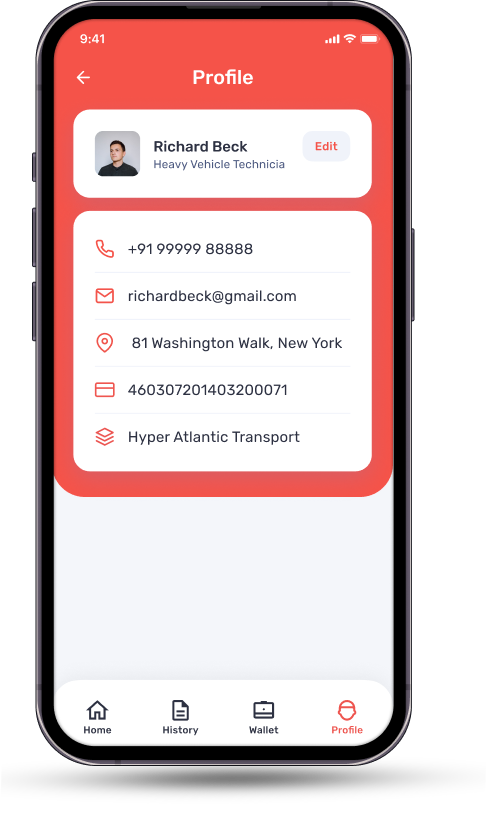 9:41
Profile
Richard Beck
Heavy Vehicle Technicia
Edit
+91 99999 88888
richardbeck@gmail.com
81 Washington Walk, New York
460307201403200071
Hyper Atlantic Transport
Home History Wallet Profile